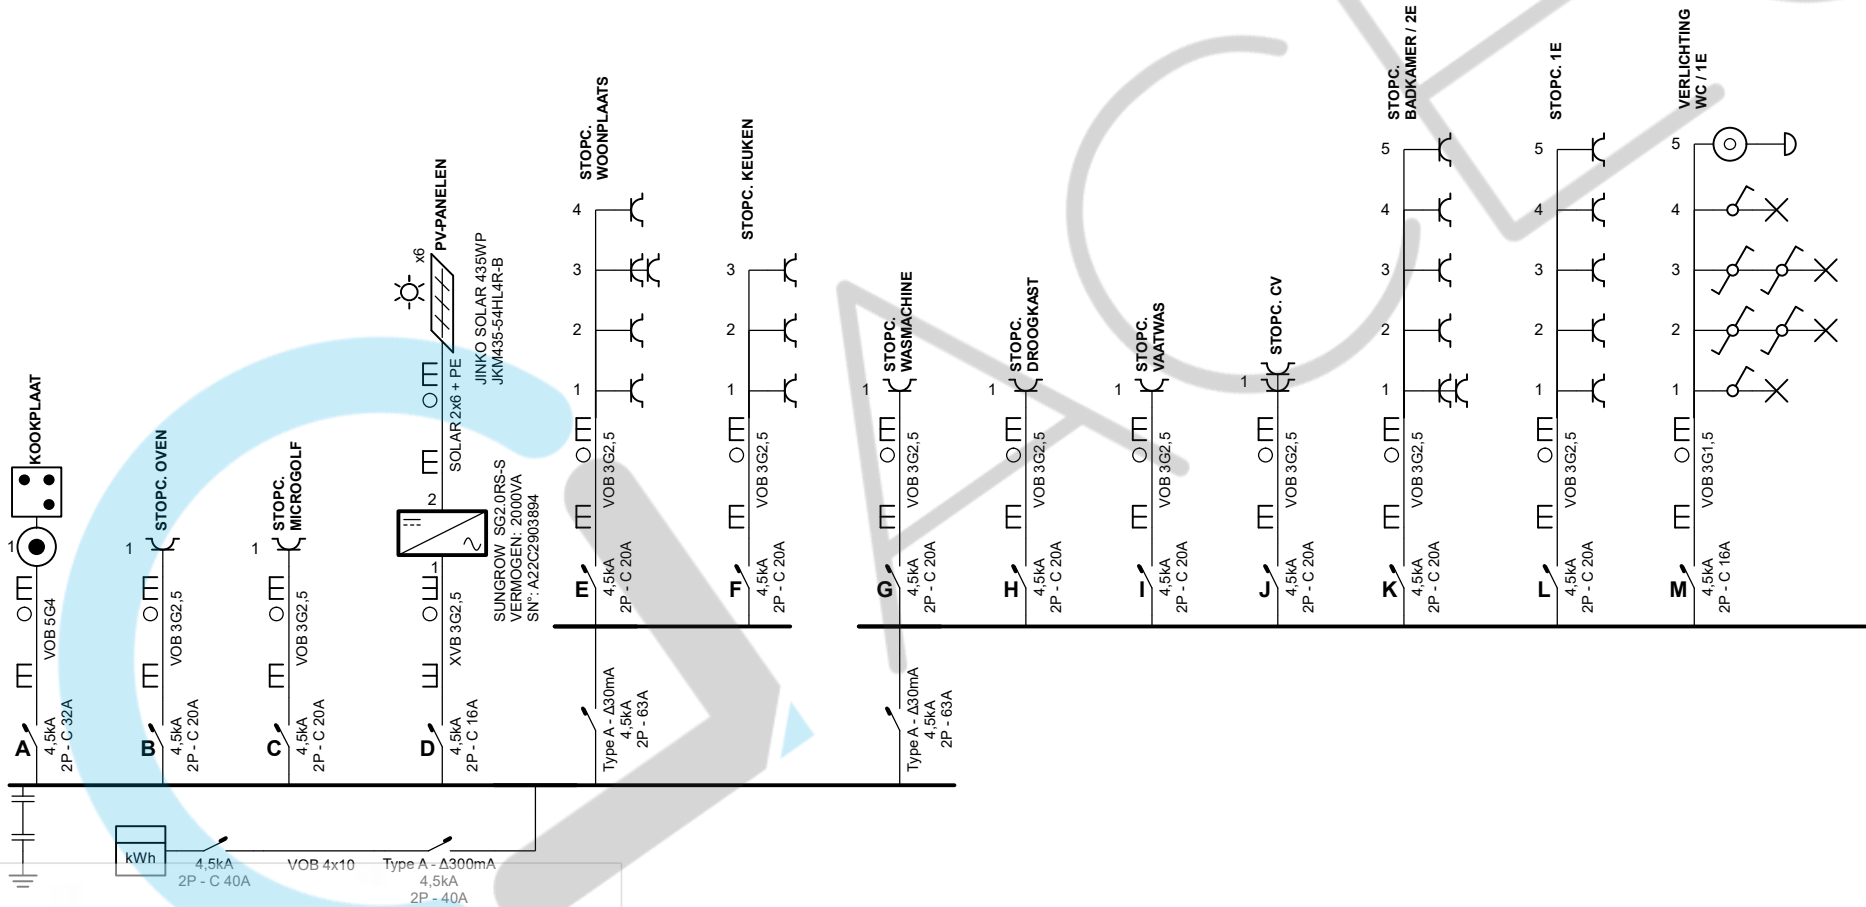 KOOKPLAAT
1
VOB 5G4
A
4,5kA
2P - C 32A
STOPC. OVEN
1
VOB 3G2,5
B
4,5kA
2P - C 20A
STOPC.
MICROGOLF
1
VOB 3G2,5
C
4,5kA
2P - C 20A
PV-PANELEN
x6
JINKO SOLAR 435WP
JKM435-54HL4R-B
SOLAR 2x6 + PE
2
1
SUNGROW SG2.0RS-S
VERMOGEN: 2000VA
SN°: A22C2903894
XVB 3G2,5
D
4,5kA
2P - C 16A
STOPC.
WOONPLAATS
4
3
2
1
VOB 3G2,5
E
4,5kA
2P - C 20A
STOPC. KEUKEN
3
2
1
VOB 3G2,5
F
4,5kA
2P - C 20A
Type A - Δ30mA
4,5kA
2P - 63A
STOPC.
WASMACHINE
1
VOB 3G2,5
G
4,5kA
2P - C 20A
STOPC.
DROOGKAST
1
VOB 3G2,5
H
4,5kA
2P - C 20A
STOPC.
VAATWAS
1
VOB 3G2,5
I
4,5kA
2P - C 20A
STOPC. CV
1
VOB 3G2,5
J
4,5kA
2P - C 20A
STOPC.
BADKAMER / 2E
5
4
3
2
1
VOB 3G2,5
K
4,5kA
2P - C 20A
STOPC. 1E
5
4
3
2
1
VOB 3G2,5
L
4,5kA
2P - C 20A
VERLICHTING
WC / 1E
5
4
3
2
1
VOB 3G1,5
M
4,5kA
2P - C 16A
Type A - Δ30mA
4,5kA
2P - 63A
kWh
4,5kA
2P - C 40A
VOB 4x10
Type A - Δ300mA
4,5kA
2P - 40A